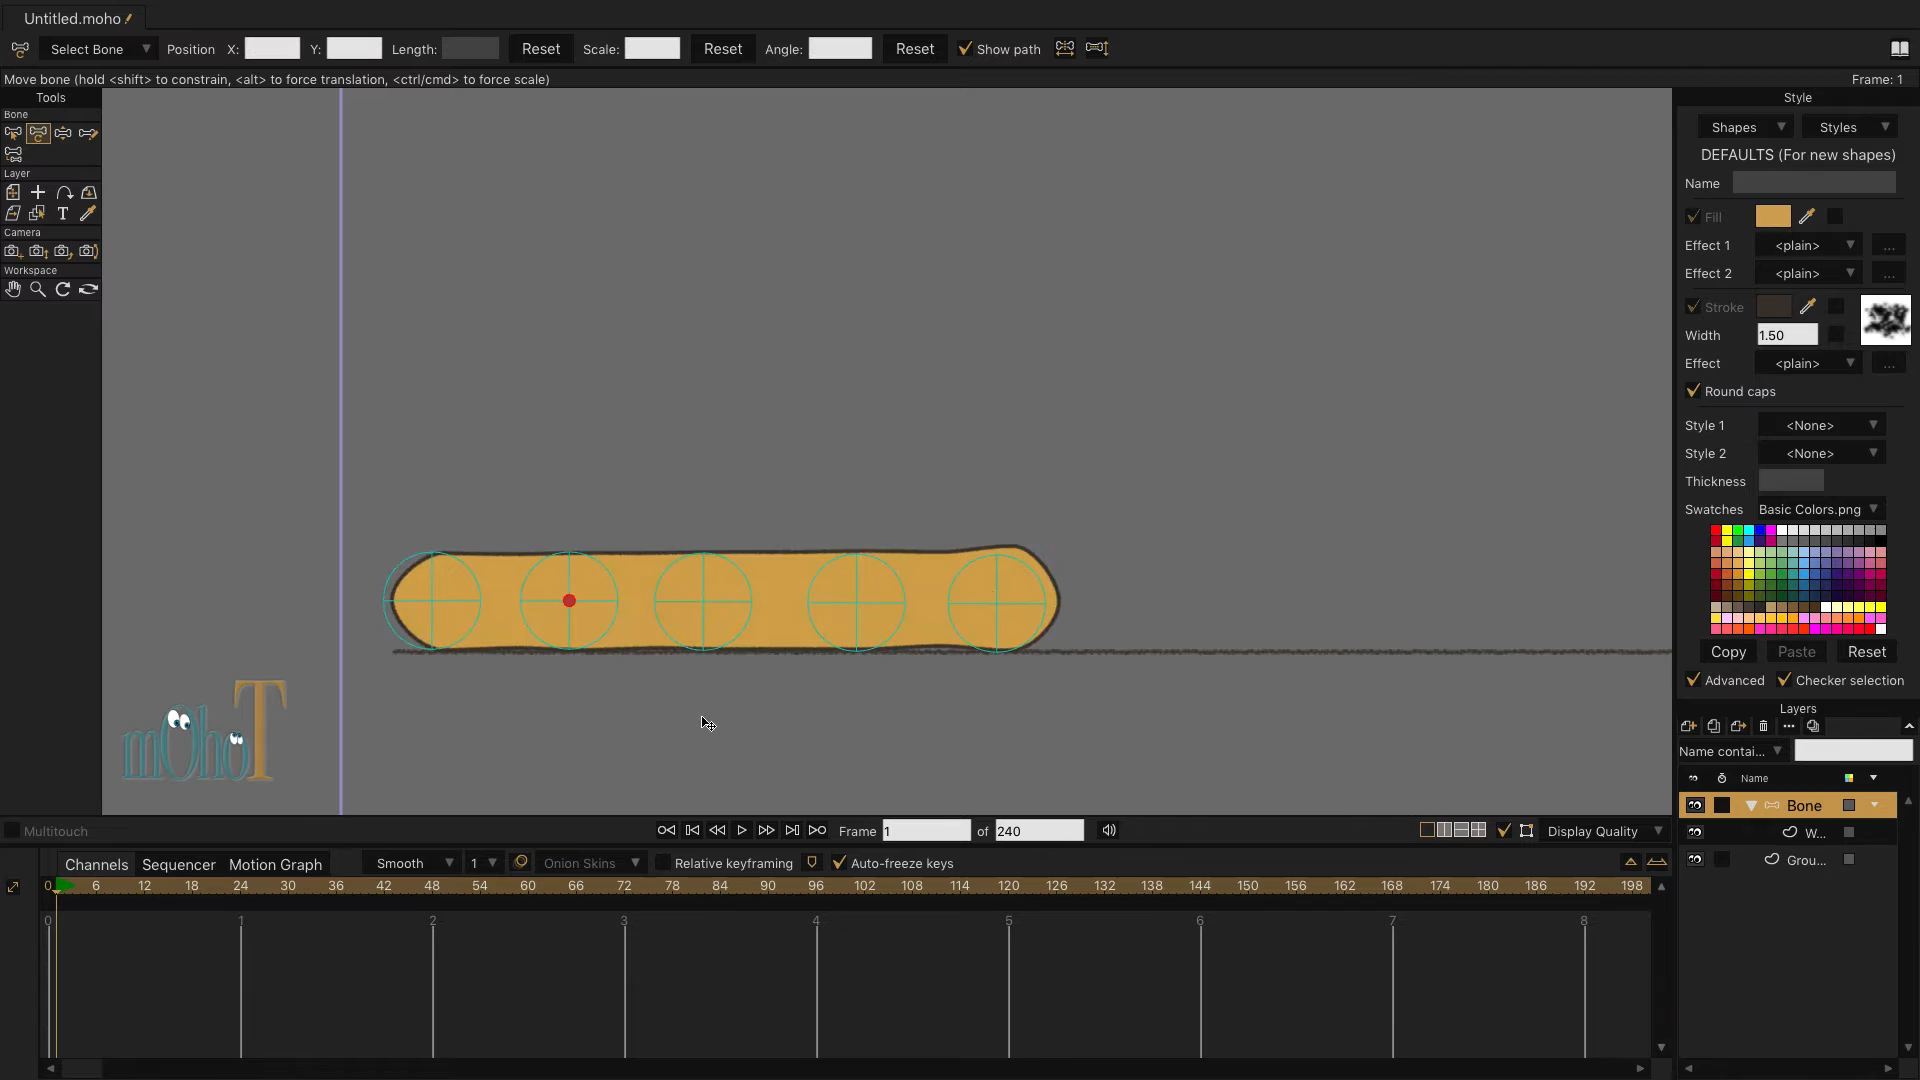 Untitled.moho
Select Bone Position X: Y: Length: Reset Scale: Reset Angle: Reset Show path
Move bone (hold <shift> to constrain, <alt> to force translation, <ctrl/cmd> to force scale) Frame: 1
Tools
Bone
Layer
T
Camera
Workspace
Style
Shapes Styles
DEFAULTS (For new shapes)
Name
Fill
Effect 1 <plain> ...
Effect 2 <plain> ...
Stroke
Width 1.50
Effect <plain> ...
Round caps
Style 1 <None>
Style 2 <None>
Thickness
Swatches Basic Colors.png
Copy Paste Reset
Advanced Checker selection
Layers
Name contai...
Name
Bone
W...
Grou...
mOhoT
Multitouch Frame 1 of 240 Display Quality
Channels Sequencer Motion Graph Smooth 1 Onion Skins Relative keyframing Auto-freeze keys
0 6 12 18 24 30 36 42 48 54 60 66 72 78 84 90 96 102 108 114 120 126 132 138 144 150 156 162 168 174 180 186 192 198
0 1 2 3 4 5 6 7 8